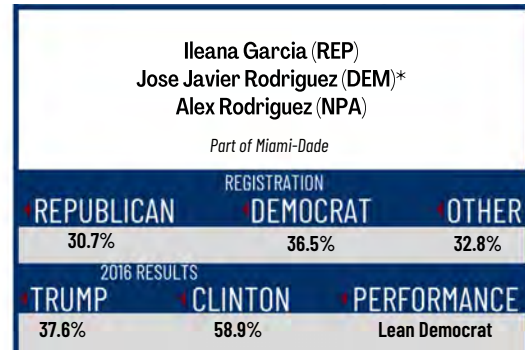 Ileana Garcia (REP)
Jose Javier Rodriguez (DEM)*
Alex Rodriguez (NPA)
Part of Miami-Dade
REGISTRATION
REPUBLICAN DEMOCRAT OTHER
30.7% 36.5% 32.8%
2016 RESULTS
TRUMP CLINTON PERFORMANCE
37.6% 58.9% Lean Democrat